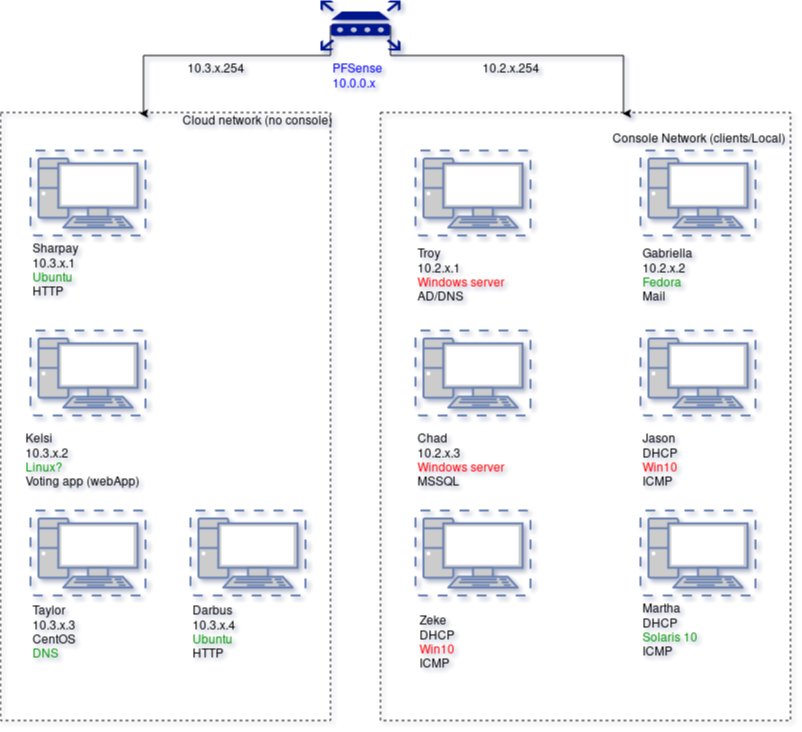 10.3.x.254
PFSense
10.0.0.x
10.2.x.254
Cloud network (no console)
Sharpay
10.3.x.1
Ubuntu
HTTP
Kelsi
10.3.x.2
Linux?
Voting app (webApp)
Taylor
10.3.x.3
CentOS
DNS
Darbus
10.3.x.4
Ubuntu
HTTP
Console Network (clients/Local)
Troy
10.2.x.1
Windows server
AD/DNS
Gabriella
10.2.x.2
Fedora
Mail
Chad
10.2.x.3
Windows server
MSSQL
Jason
DHCP
Win10
ICMP
Zeke
DHCP
Win10
ICMP
Martha
DHCP
Solaris 10
ICMP